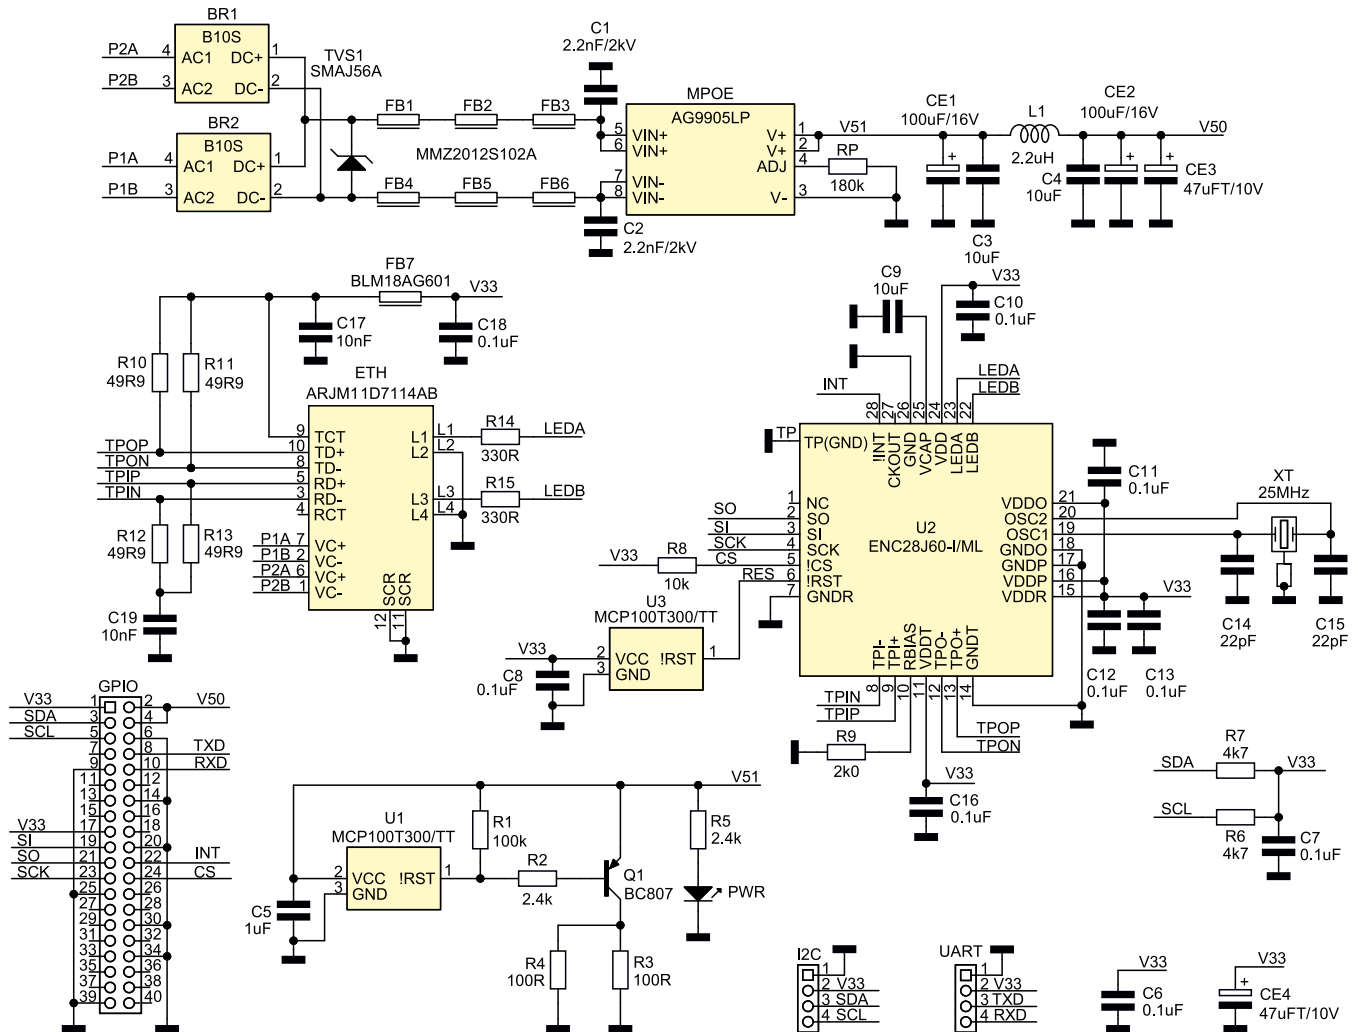 BR1
B10S
P2A 4 AC1 DC+ 1
P2B 3 AC2 DC- 2
TVS1
SMAJ56A
BR2
B10S
P1A 4 AC1 DC+ 1
P1B 3 AC2 DC- 2
FB1 FB2 FB3
MMZ2012S102A
FB4 FB5 FB6
C1
2.2nF/2kV
C2
2.2nF/2kV
MPOE
AG9905LP
5 VIN+ V+ 1
6 VIN+ V+ 2
7 VIN- ADJ 4
8 VIN- V- 3
RP
180k
V51
CE1
100uF/16V
C3
10uF
L1
2.2uH
C4
10uF
CE2
100uF/16V
CE3
47uFT/10V
V50
FB7
BLM18AG601
V33
C17
10nF
C18
0.1uF
R10
49R9
R11
49R9
ETH
ARJM11D7114AB
9 TCT
TPOP 10 TD+
TPON 8 TD-
TPIP 5 RD+
TPIN 3 RD-
4 RCT
P1A 7 VC+
P1B 2 VC-
P2A 6 VC+
P2B 1 VC-
L1 L1
L2 L2
L3 L3
L4 L4
12 SCR
11 SCR
R14
330R
LEDA
R15
330R
LEDB
R12
49R9
R13
49R9
C19
10nF
C9
10uF
V33
C10
0.1uF
INT
LEDA
LEDB
28 27 26 25 24 23 22
!INT CKOUT GND VCAP VDD LEDA LEDB
TP TP(GND)
U2
ENC28J60-I/ML
1 NC
SO 2 SO
SI 3 SI
SCK 4 SCK
CS 5 !CS
RES 6 !RST
7 GNDR
V33
R8
10k
VDDO 21
OSC2 20
OSC1 19
GNDO 18
GNDP 17
VDDP 16
VDDR 15
TPI- TPI+ RBIAS VDDT TPO- TPO+ GNDT
8 9 10 11 12 13 14
C11
0.1uF
XT
25MHz
V33
C12
0.1uF
C13
0.1uF
C14
22pF
C15
22pF
U3
MCP100T300/TT
V33
2 VCC !RST 1
3 GND
C8
0.1uF
TPIN
TPIP
R9
2k0
TPOP
TPON
V33
C16
0.1uF
GPIO
V33 1 2 V50
SDA 3 4
SCL 5 6
7 8 TXD
9 10 RXD
11 12
13 14
15 16
V33 17 18
SI 19 20
SO 21 22 INT
SCK 23 24 CS
25 26
27 28
29 30
31 32
33 34
35 36
37 38
39 40
V51
U1
MCP100T300/TT
2 VCC !RST 1
3 GND
C5
1uF
R1
100k
R2
2.4k
Q1
BC807
R5
2.4k
PWR
R4
100R
R3
100R
SDA
R7
4k7
V33
SCL
R6
4k7
C7
0.1uF
I2C
1
2 V33
3 SDA
4 SCL
UART
1
2 V33
3 TXD
4 RXD
V33
C6
0.1uF
V33
CE4
47uFT/10V